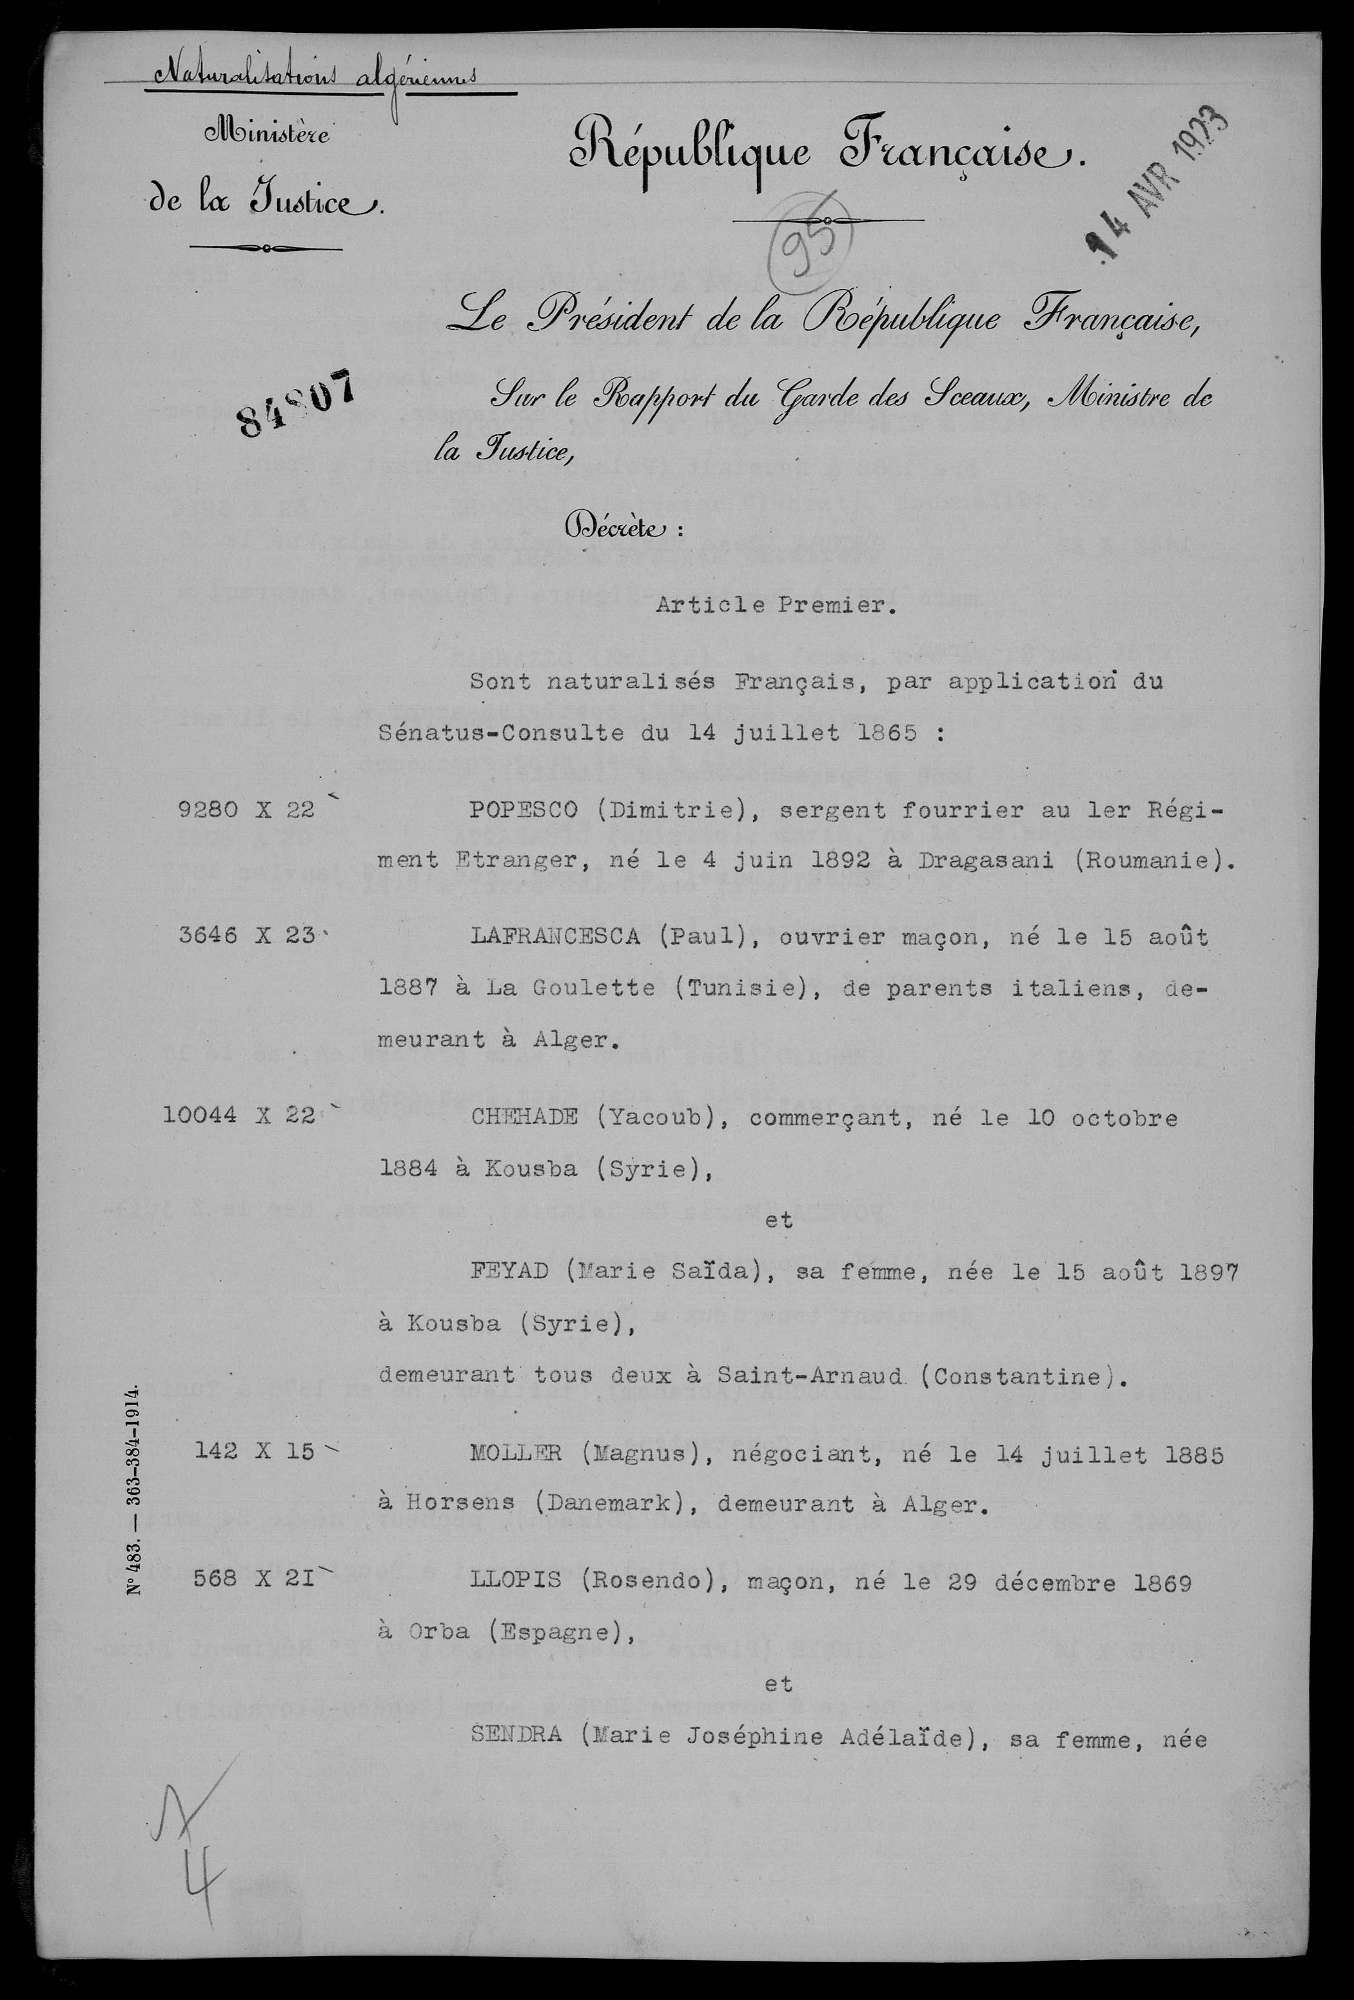 Naturalisations algériennes
Ministère
de la Justice.
République Française.
14 AVR 1923
95
Le Président de la République Française,
84807
Sur le Rapport du Garde des Sceaux, Ministre de
la Justice,
Décrète :
Article Premier.
Sont naturalisés Français, par application du
Sénatus-Consulte du 14 juillet 1865 :
9280 X 22 POPESCO (Dimitrie), sergent fourrier au 1er Régi-
ment Etranger, né le 4 juin 1892 à Dragasani (Roumanie).
3646 X 23 LAFRANCESCA (Paul), ouvrier maçon, né le 15 août
1887 à La Goulette (Tunisie), de parents italiens, de-
meurant à Alger.
10044 X 22 CHEHADE (Yacoub), commerçant, né le 10 octobre
1884 à Kousba (Syrie),
et
FEYAD (Marie Saïda), sa femme, née le 15 août 1897
à Kousba (Syrie),
demeurant tous deux à Saint-Arnaud (Constantine).
142 X 15 MOLLER (Magnus), négociant, né le 14 juillet 1885
à Horsens (Danemark), demeurant à Alger.
568 X 2I LLOPIS (Rosendo), maçon, né le 29 décembre 1869
à Orba (Espagne),
et
SENDRA (Marie Joséphine Adélaïde), sa femme, née
N° 483. — 363-384-1914.
4